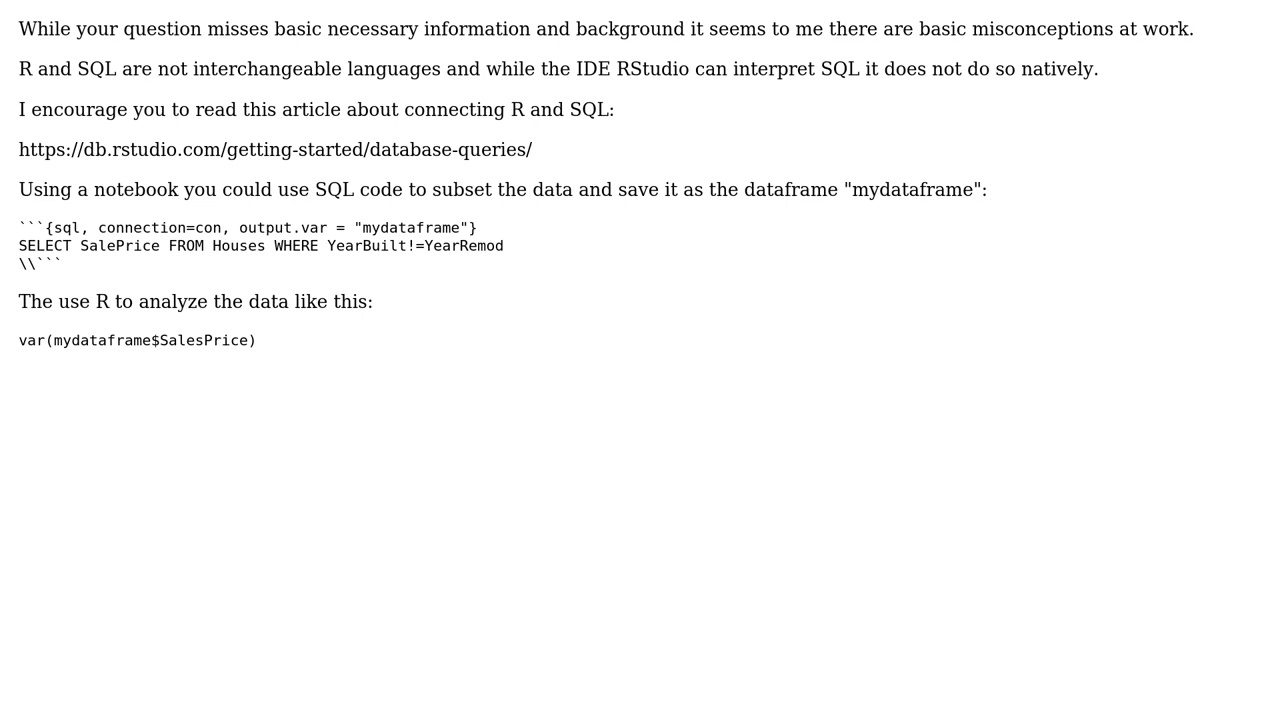 While your question misses basic necessary information and background it seems to me there are basic misconceptions at work.
R and SQL are not interchangeable languages and while the IDE RStudio can interpret SQL it does not do so natively.
I encourage you to read this article about connecting R and SQL:
https://db.rstudio.com/getting-started/database-queries/
Using a notebook you could use SQL code to subset the data and save it as the dataframe "mydataframe":
```{sql, connection=con, output.var = "mydataframe"}
SELECT SalePrice FROM Houses WHERE YearBuilt!=YearRemod
\\```
The use R to analyze the data like this:
var(mydataframe$SalesPrice)